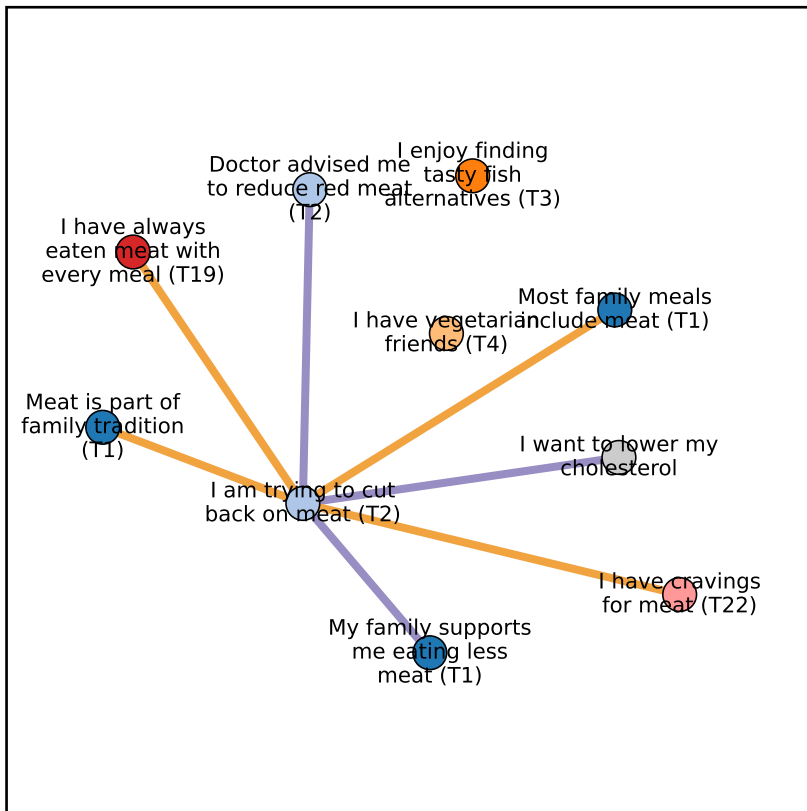 I enjoy finding
tasty fish
alternatives (T3)
Doctor advised me
to reduce red meat
(T2)
I have always
eaten meat with
every meal (T19)
Most family meals
include meat (T1)
I have vegetarian
friends (T4)
Meat is part of
family tradition
(T1)
I want to lower my
cholesterol
I am trying to cut
back on meat (T2)
I have cravings
for meat (T22)
My family supports
me eating less
meat (T1)